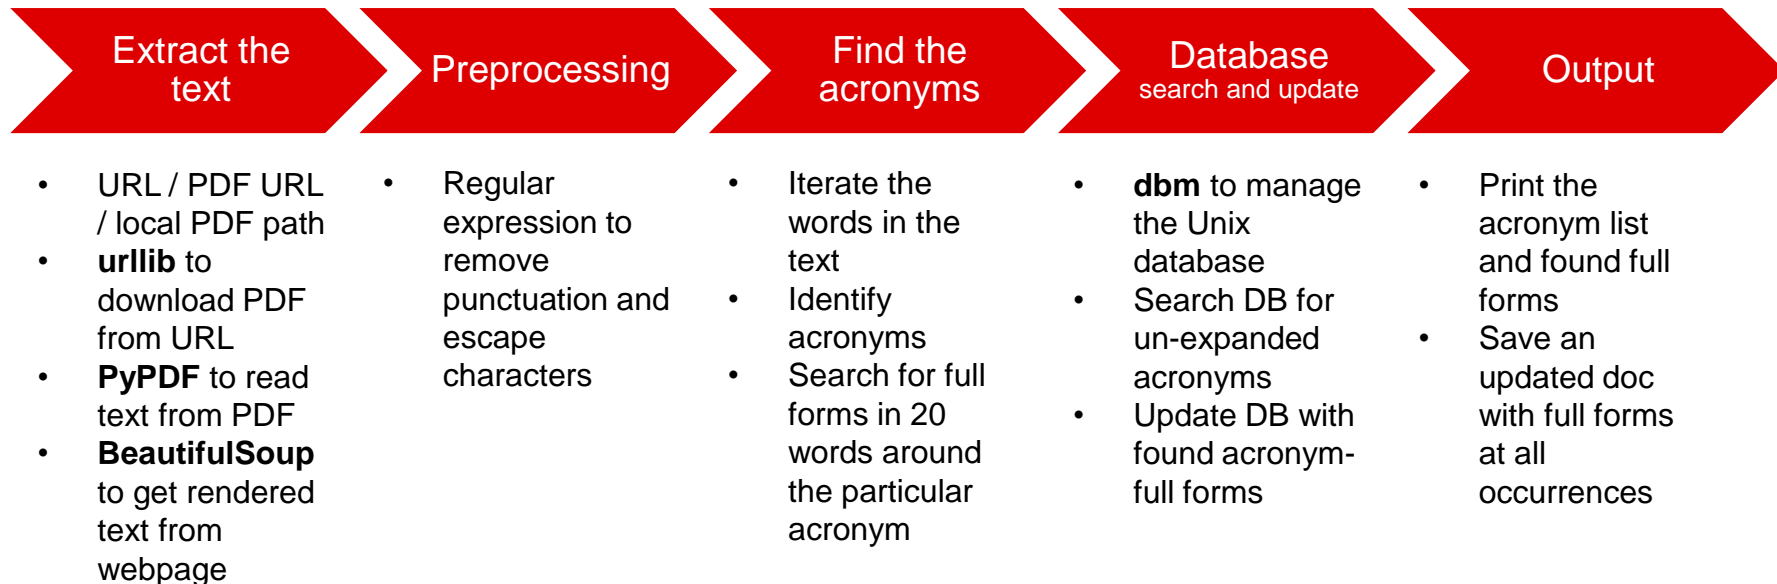 Extract the
text
Preprocessing
Find the
acronyms
Database
search and update
Output
• URL / PDF URL
/ local PDF path
• urllib to
download PDF
from URL
• PyPDF to read
text from PDF
• BeautifulSoup
to get rendered
text from
webpage
• Regular
expression to
remove
punctuation and
escape
characters
• Iterate the
words in the
text
• Identify
acronyms
• Search for full
forms in 20
words around
the particular
acronym
• dbm to manage
the Unix
database
• Search DB for
un-expanded
acronyms
• Update DB with
found acronym-
full forms
• Print the
acronym list
and found full
forms
• Save an
updated doc
with full forms
at all
occurrences